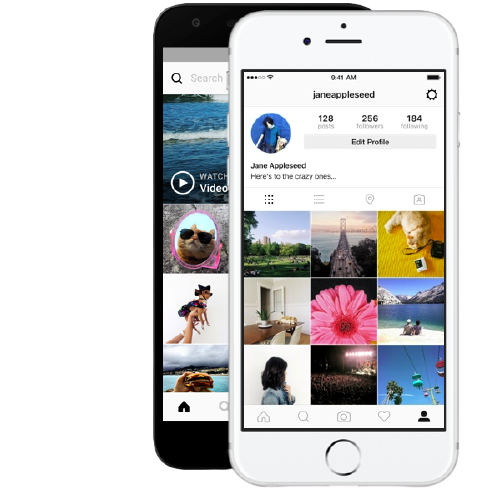 Search
WATCH
Video
9:41 AM
janeappleseed
128
posts
256
followers
184
following
Edit Profile
Jane Appleseed
Here's to the crazy ones...